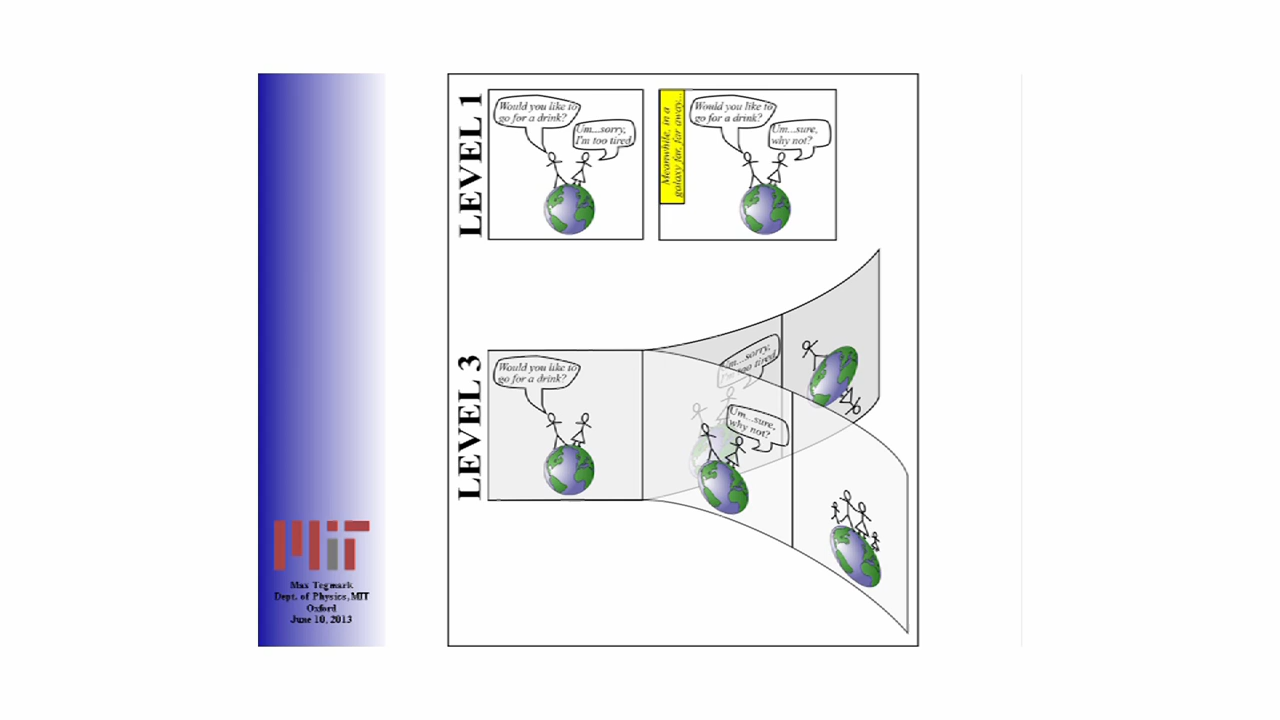 LEVEL 1
Would you like to
go for a drink?
Um...sorry,
I'm too tired
Meanwhile, in a
galaxy far, far away...
Would you like to
go for a drink?
Um...sure,
why not?
LEVEL 3
Would you like to
go for a drink?
Um...sorry,
I'm too tired
Um...sure,
why not?
MIT
Max Tegmark
Dept. of Physics, MIT
Oxford
June 10, 2013